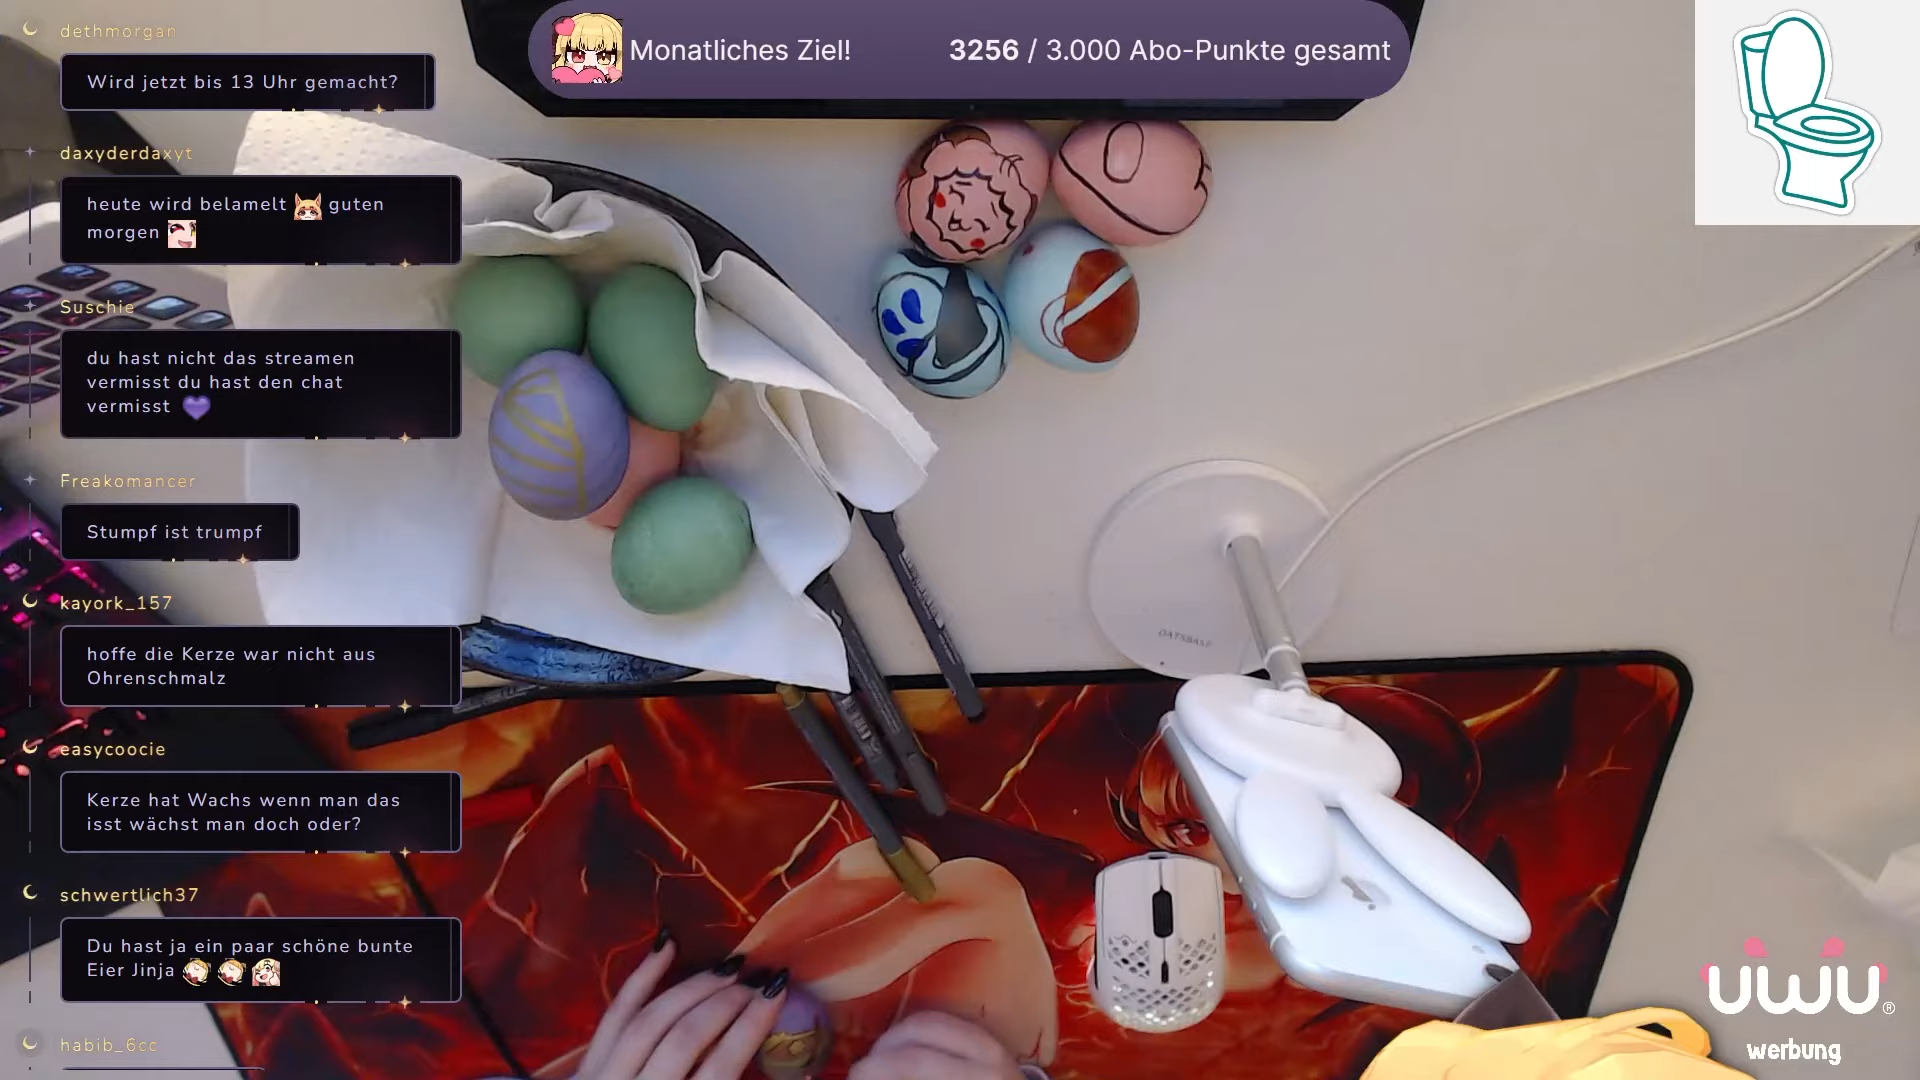 dethmorgan
Wird jetzt bis 13 Uhr gemacht?
daxyderdaxyt
heute wird belamelt guten
morgen
Suschie
du hast nicht das streamen
vermisst du hast den chat
vermisst
Freakomancer
Stumpf ist trumpf
kayork_157
hoffe die Kerze war nicht aus
Ohrenschmalz
easycoocie
Kerze hat Wachs wenn man das
isst wächst man doch oder?
schwertlich37
Du hast ja ein paar schöne bunte
Eier Jinja
habib_6cc
Monatliches Ziel! 3256 / 3.000 Abo-Punkte gesamt
OATSBASF
UWU®
werbung